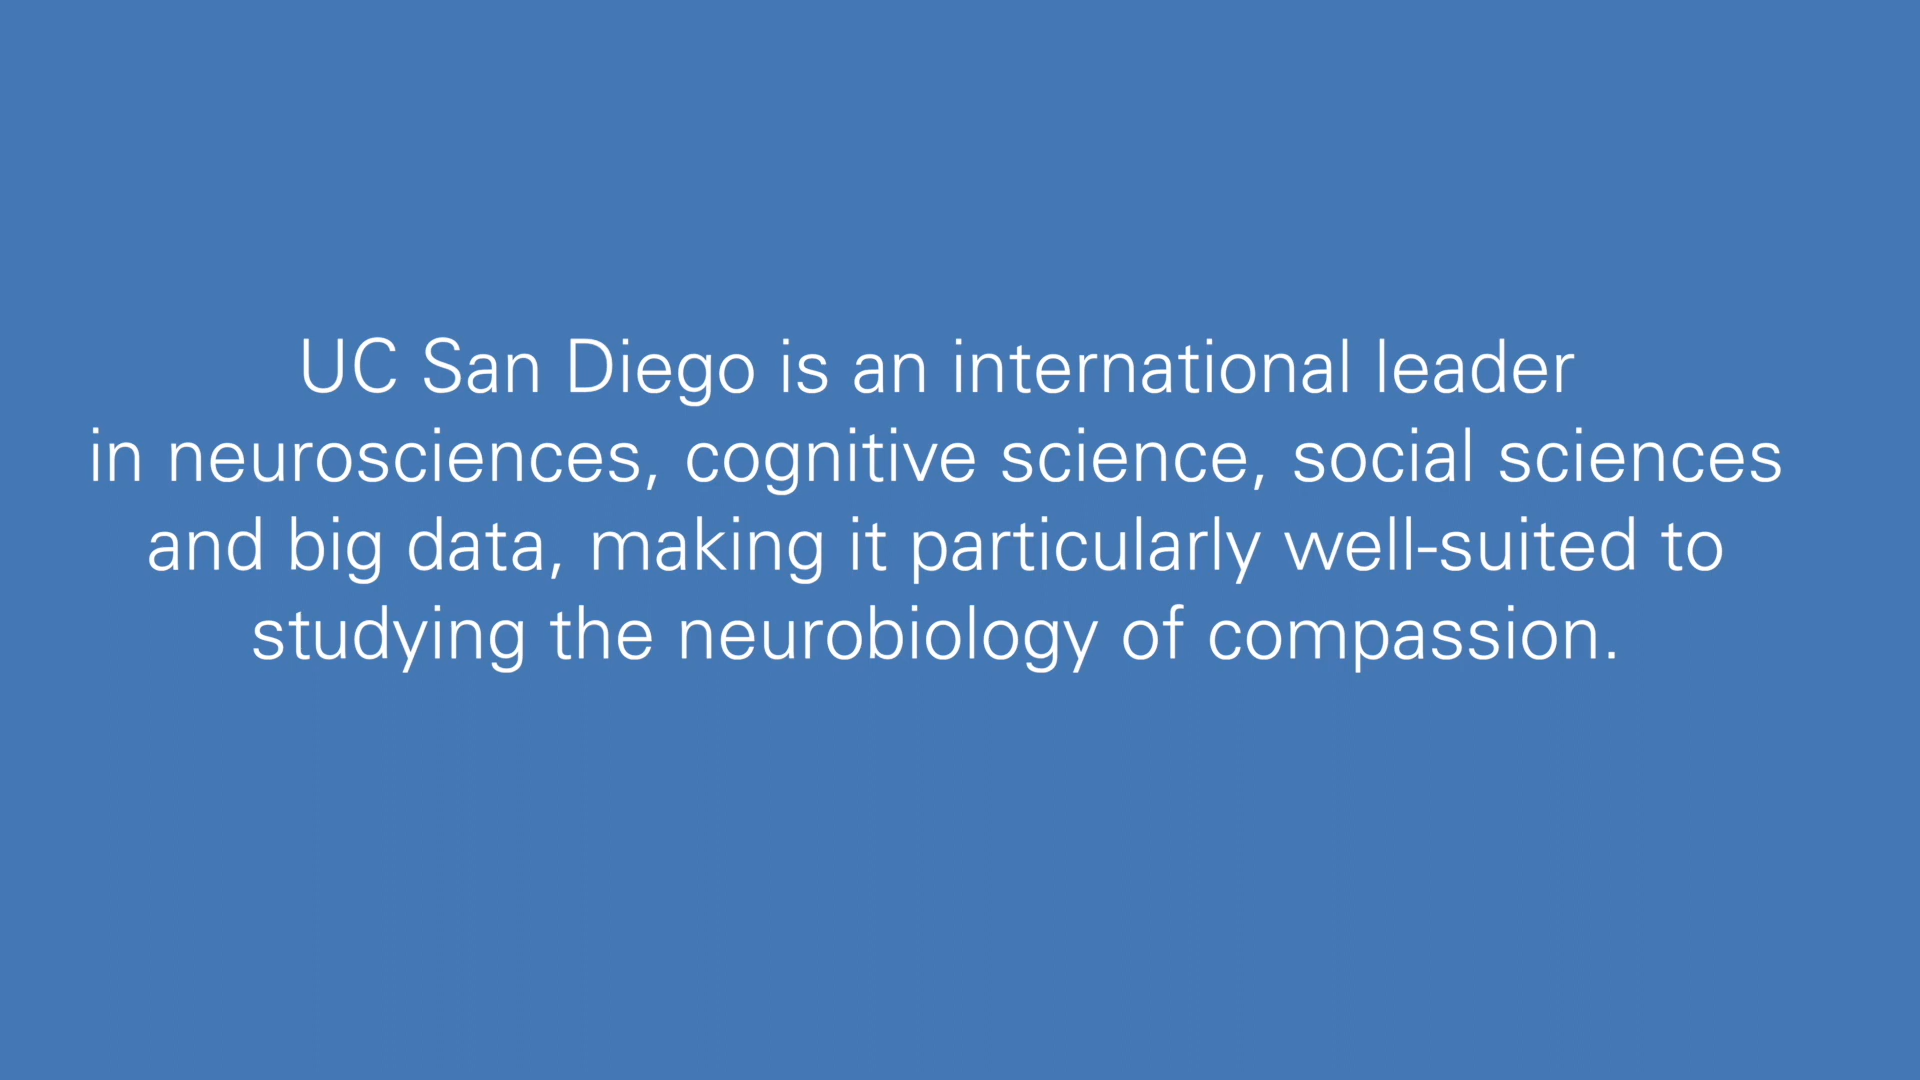 UC San Diego is an international leader
in neurosciences, cognitive science, social sciences
and big data, making it particularly well-suited to
studying the neurobiology of compassion.